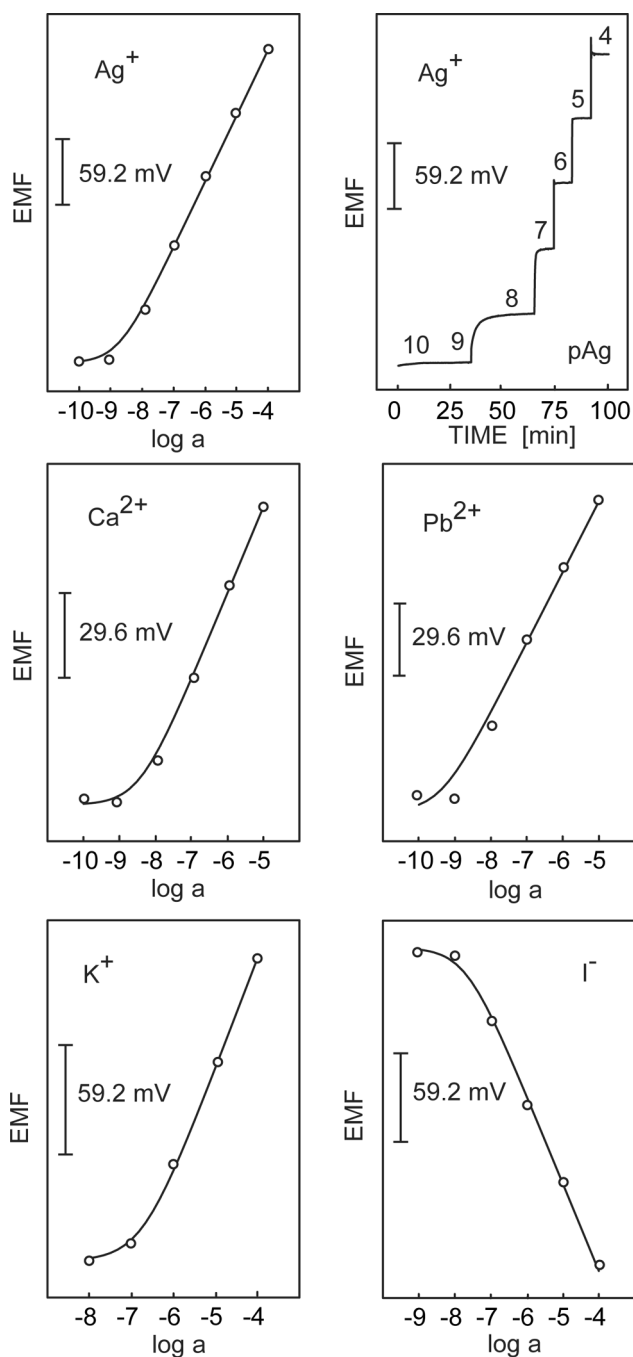 Ag+
59.2 mV
EMF
-10 -9 -8 -7 -6 -5 -4
log a
Ag+
59.2 mV
EMF
10 9 8 7 6 5 4
pAg
0 25 50 75 100
TIME [min]
Ca2+
29.6 mV
EMF
-10 -9 -8 -7 -6 -5
log a
Pb2+
29.6 mV
EMF
-10 -9 -8 -7 -6 -5
log a
K+
59.2 mV
EMF
-8 -7 -6 -5 -4
log a
I-
59.2 mV
EMF
-9 -8 -7 -6 -5 -4
log a